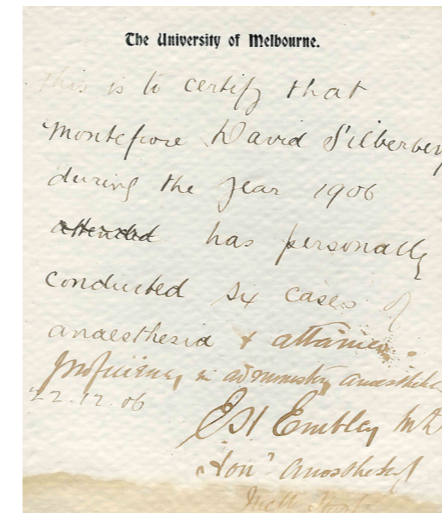 The University of Melbourne.
This is to certify that
Montefiore David Silberberg
during the year 1906
attended has personally
conducted six cases of
anaesthesia & attained
proficiency in administering anaesthetics
22.12.06
E H Embley M.D.
Hon Anaesthetist